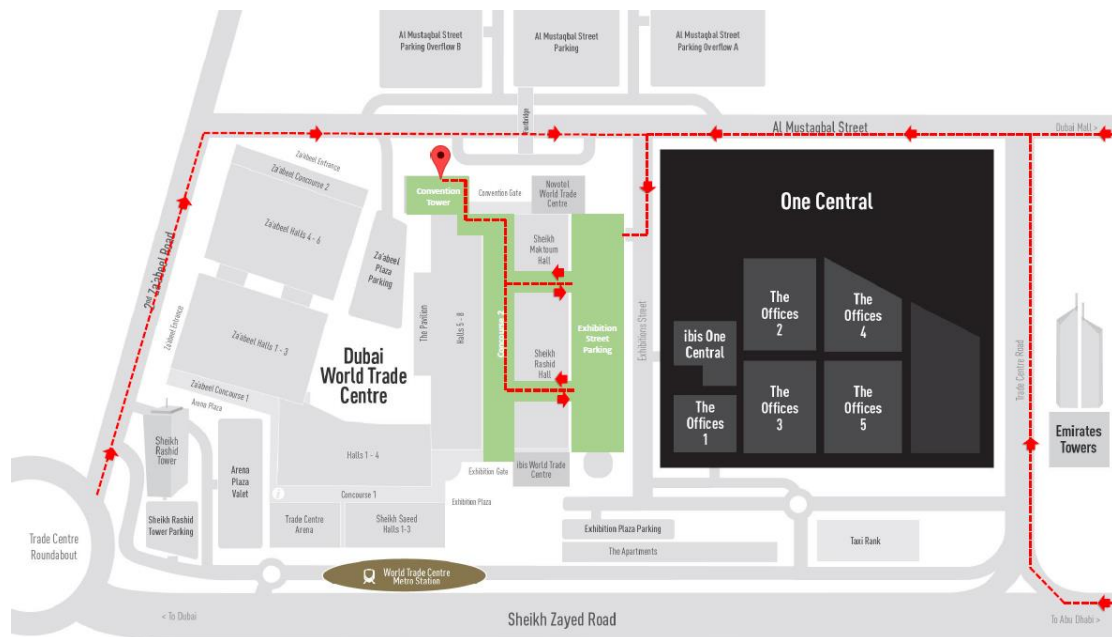 Al Mustaqbal Street
Parking Overflow B
Al Mustaqbal Street
Parking
Al Mustaqbal Street
Parking Overflow A
Footbridge
Al Mustaqbal Street
Dubai Mall >
Za'abeel Entrance
Za'abeel Concourse 2
Convention
Tower
Convention Gate
Novotel
World Trade
Centre
One Central
2nd Za'abeel Road
Za'abeel Halls 4 - 6
Za'abeel
Plaza
Parking
Sheikh
Maktoum
Hall
Za'abeel Entrance
Za'abeel Halls 1 - 3
The Pavilion
Halls 5 - 8
Concourse 2
Sheikh
Rashid
Hall
Exhibition
Street
Parking
Exhibitions Street
The
Offices
2
The
Offices
4
ibis One
Central
The
Offices
1
The
Offices
3
The
Offices
5
Trade Centre Road
Emirates
Towers
Dubai
World Trade
Centre
Za'abeel Concourse 1
Arena Plaza
Sheikh
Rashid
Tower
Arena
Plaza
Valet
Halls 1 - 4
Exhibition Gate
ibis World Trade
Centre
i
Concourse 1
Exhibition Plaza
Sheikh Rashid
Tower Parking
Trade Centre
Arena
Sheikh Saeed
Halls 1-3
Exhibition Plaza Parking
The Apartments
Taxi Rank
Trade Centre
Roundabout
World Trade Centre
Metro Station
< To Dubai
Sheikh Zayed Road
To Abu Dhabi >